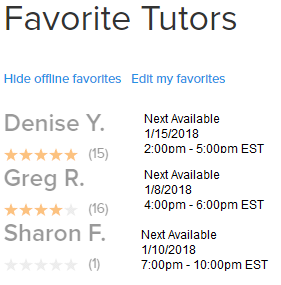 Favorite Tutors
Hide offline favorites Edit my favorites
Denise Y.
(15)
Next Available
1/15/2018
2:00pm - 5:00pm EST
Greg R.
(16)
Next Available
1/8/2018
4:00pm - 6:00pm EST
Sharon F.
(1)
Next Available
1/10/2018
7:00pm - 10:00pm EST